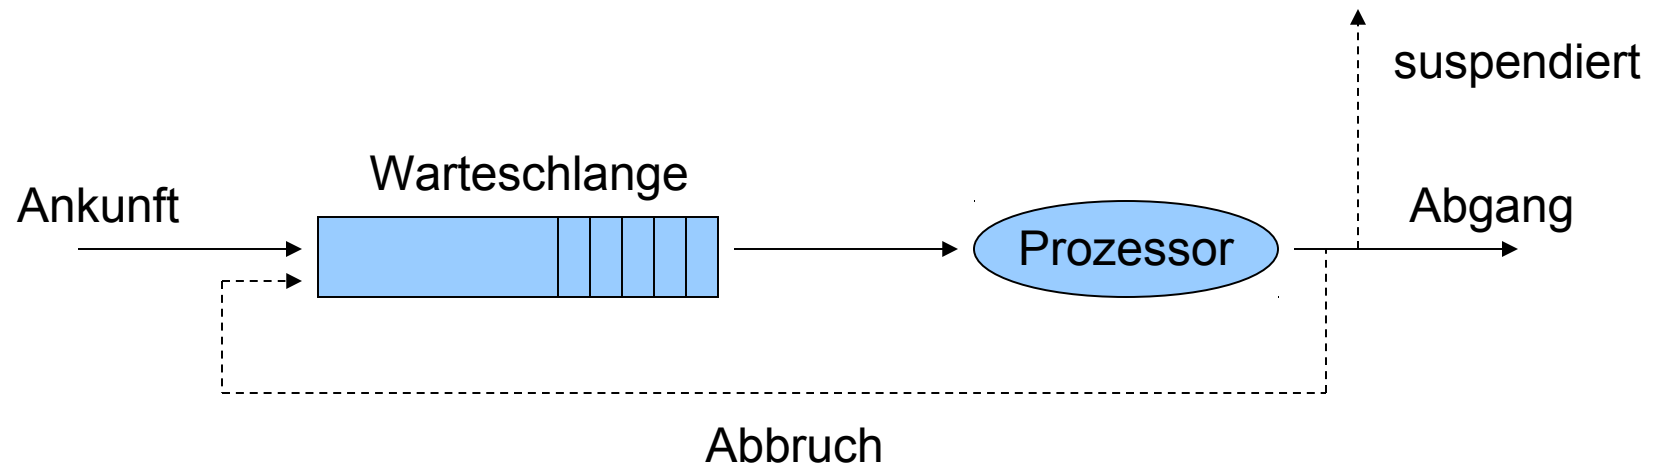 suspendiert
Warteschlange
Ankunft
Abgang
Prozessor
Abbruch